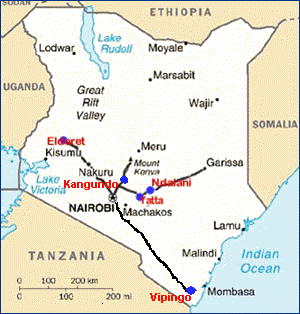 SUDAN
ETHIOPIA
Lake
Rudolf
Moyale
Lodwar
Marsabit
UGANDA
Great
Rift
Valley
Wajir
SOMALIA
Eldoret
Kisumu
Meru
Mount
Kenya
Garissa
Nakuru
Kangundo
Ndalani
Lake
Victoria
Yatta
NAIROBI
Machakos
Lamu
TANZANIA
Malindi
Indian
Ocean
0 100 200 km
0 100 200 mi
Vipingo
Mombasa